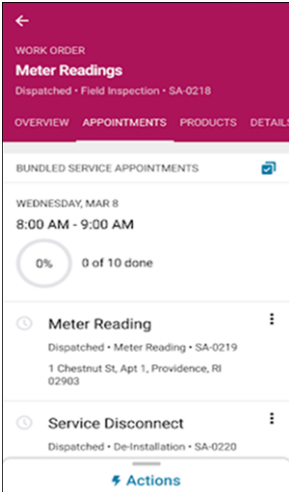 WORK ORDER
Meter Readings
Dispatched • Field Inspection • SA-0218
OVERVIEW APPOINTMENTS PRODUCTS DETAILS
BUNDLED SERVICE APPOINTMENTS
WEDNESDAY, MAR 8
8:00 AM - 9:00 AM
0% 0 of 10 done
Meter Reading
Dispatched • Meter Reading • SA-0219
1 Chestnut St, Apt 1, Providence, RI
02903
Service Disconnect
Dispatched • De-Installation • SA-0220
Actions